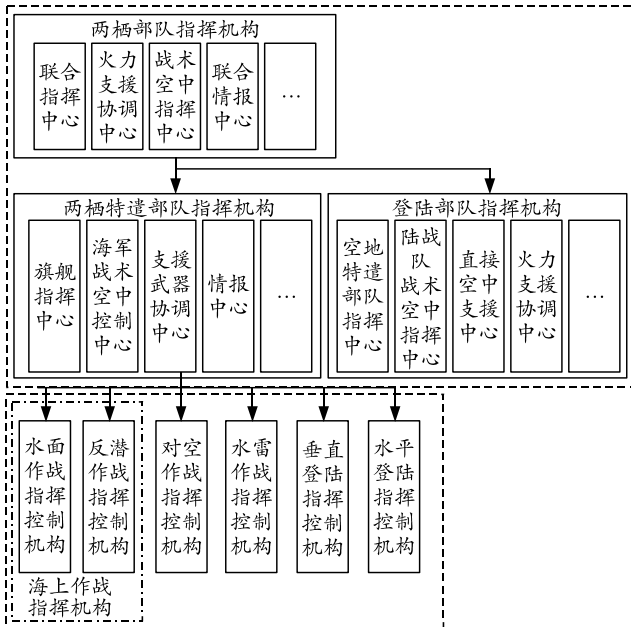 两栖部队指挥机构
联合
指挥
中心
火力
支援
协调
中心
战术
空中
指挥
中心
联合
情报
中心
…
两栖特遣部队指挥机构
旗舰
指挥
中心
海军
战术
空中
控制
中心
支援
武器
协调
中心
情报
中心
…
登陆部队指挥机构
空地
特遣
部队
指挥
中心
陆战
队
战术
空中
指挥
中心
直接
空中
支援
中心
火力
支援
协调
中心
…
水面
作战
指挥
控制
机构
反潜
作战
指挥
控制
机构
对空
作战
指挥
控制
机构
水雷
作战
指挥
控制
机构
垂直
登陆
指挥
控制
机构
水平
登陆
指挥
控制
机构
海上作战
指挥机构